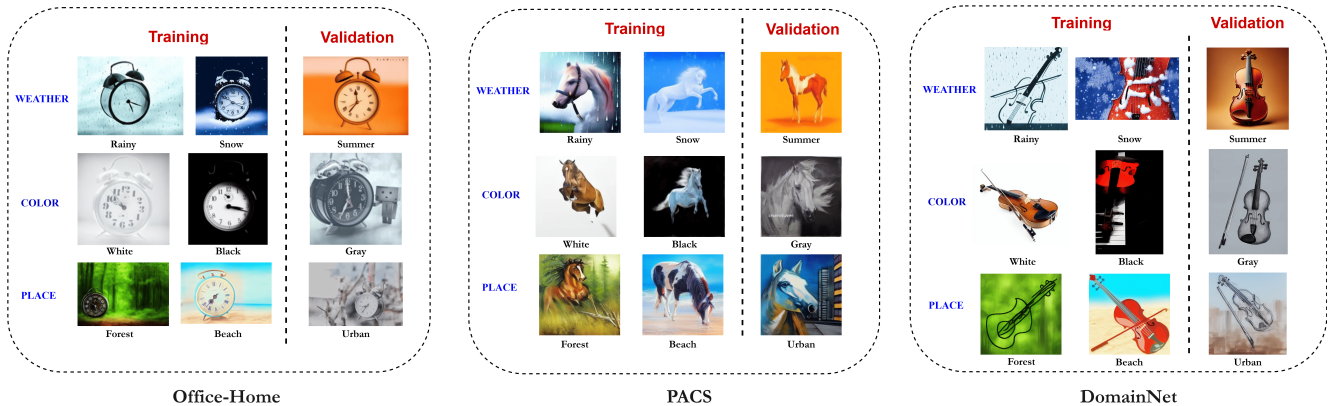 Training Validation
WEATHER
Rainy Snow Summer
COLOR
White Black Gray
PLACE
Forest Beach Urban
Office-Home
Training Validation
WEATHER
Rainy Snow Summer
COLOR
White Black Gray
PLACE
Forest Beach Urban
PACS
Training Validation
WEATHER
Rainy Snow Summer
COLOR
White Black Gray
PLACE
Forest Beach Urban
DomainNet